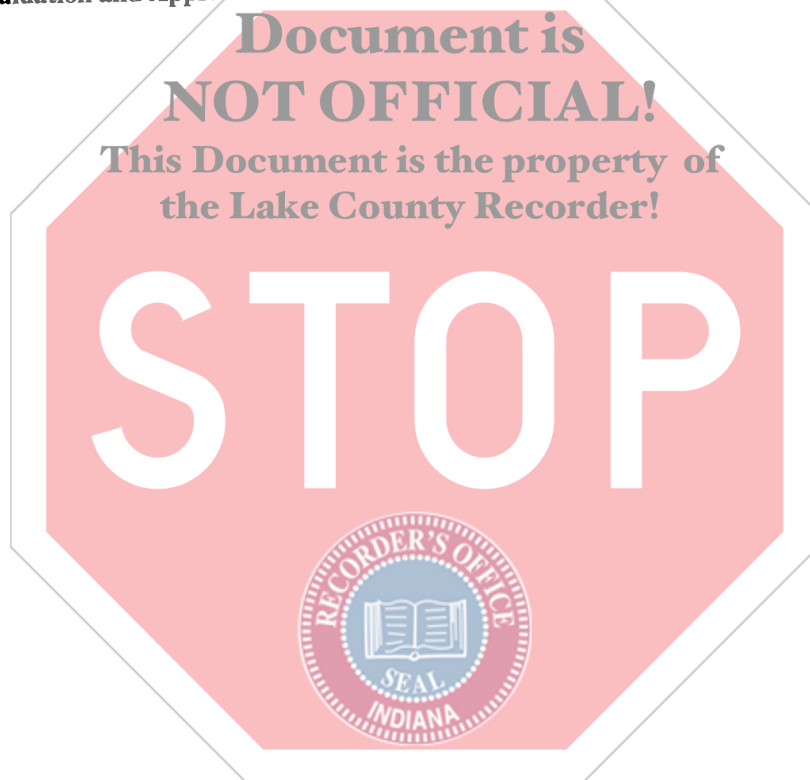 Document is
NOT OFFICIAL!
This Document is the property of
the Lake County Recorder!
STOP
RECORDER'S OFFICE
SEAL
INDIANA